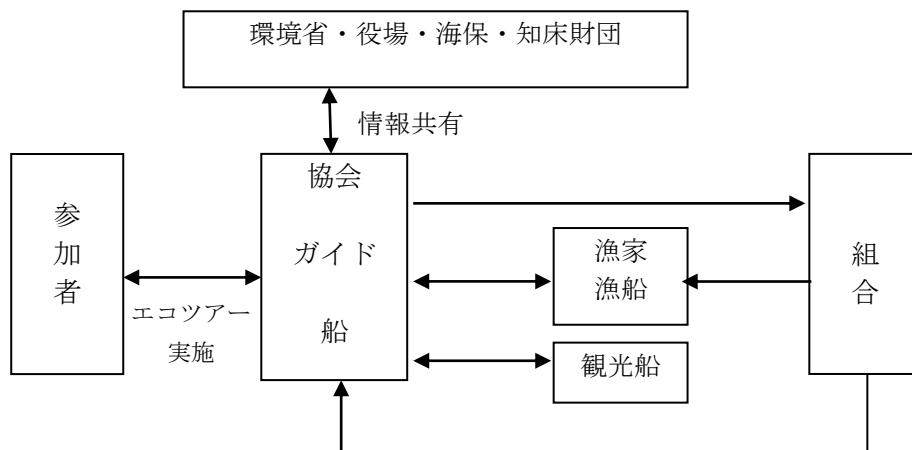 環境省・役場・海保・知床財団
情報共有
協会
ガイド
船
参加者
エコツアー
実施
漁家
漁船
観光船
組合